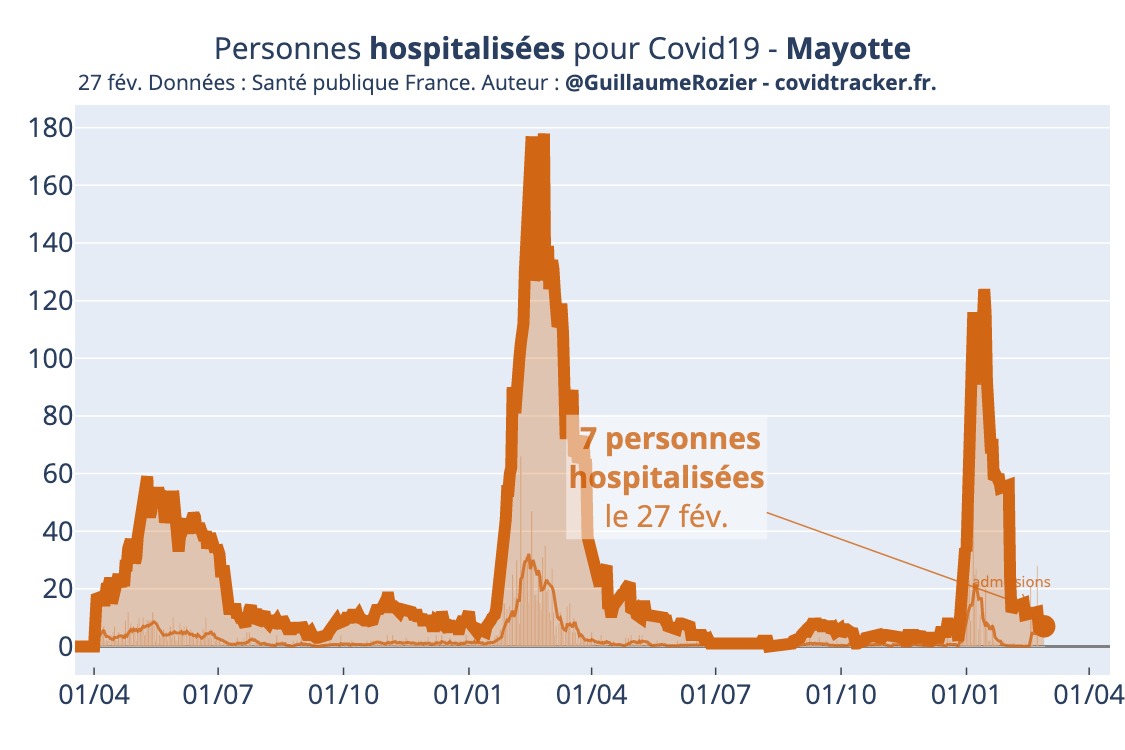 Personnes hospitalisées pour Covid19 - Mayotte
27 fév. Données : Santé publique France. Auteur : @GuillaumeRozier - covidtracker.fr.
180
160
140
120
100
80
60
40
20
0
7 personnes
hospitalisées
le 27 fév.
admissions
01/04 01/07 01/10 01/01 01/04 01/07 01/10 01/01 01/04